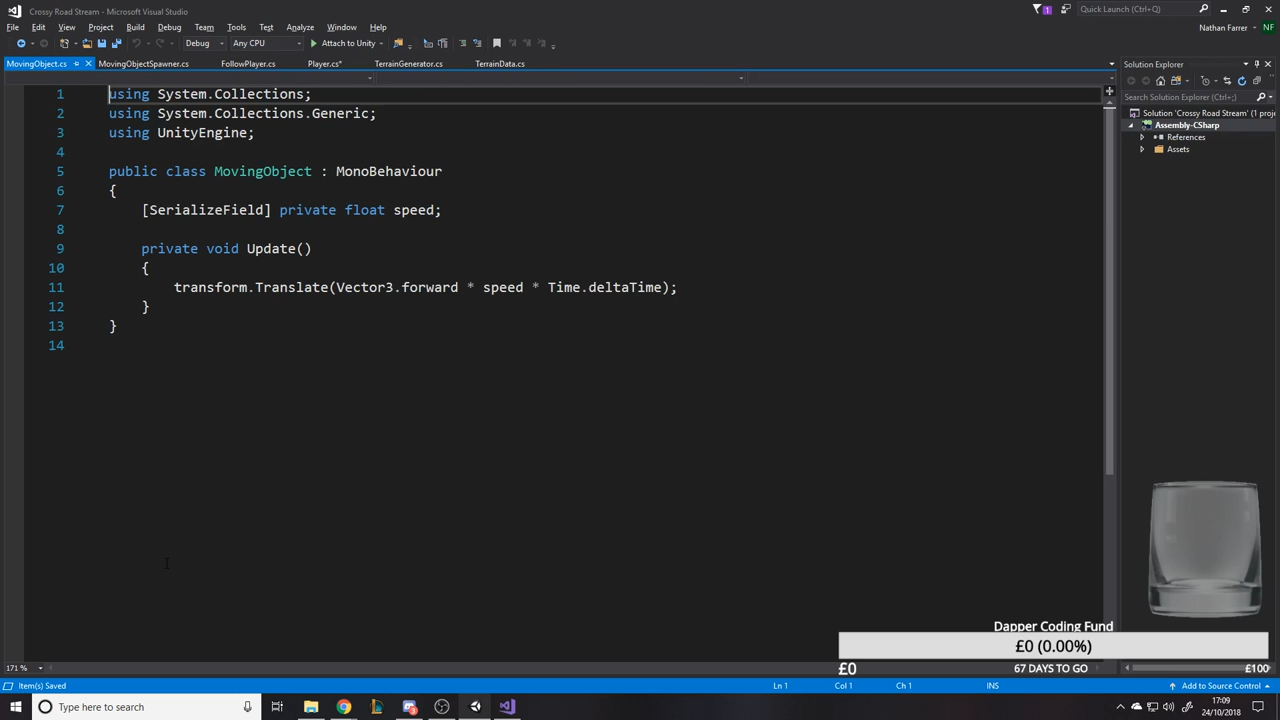 Crossy Road Stream - Microsoft Visual Studio
1
Quick Launch (Ctrl+Q)
File Edit View Project Build Debug Team Tools Test Analyze Window Help
Nathan Farrer NF
Debug Any CPU Attach to Unity
MovingObject.cs MovingObjectSpawner.cs FollowPlayer.cs Player.cs* TerrainGenerator.cs TerrainData.cs
Solution Explorer
Search Solution Explorer (Ctrl+;)
Solution 'Crossy Road Stream' (1 proje
Assembly-CSharp
References
Assets
1 using System.Collections;
2 using System.Collections.Generic;
3 using UnityEngine;
4
5 public class MovingObject : MonoBehaviour
6 {
7 [SerializeField] private float speed;
8
9 private void Update()
10 {
11 transform.Translate(Vector3.forward * speed * Time.deltaTime);
12 }
13 }
14
Dapper Coding Fund
£0 (0.00%)
£0 67 DAYS TO GO £100
171 %
Item(s) Saved Ln 1 Col 1 Ch 1 INS Add to Source Control
Type here to search
17:09
24/10/2018